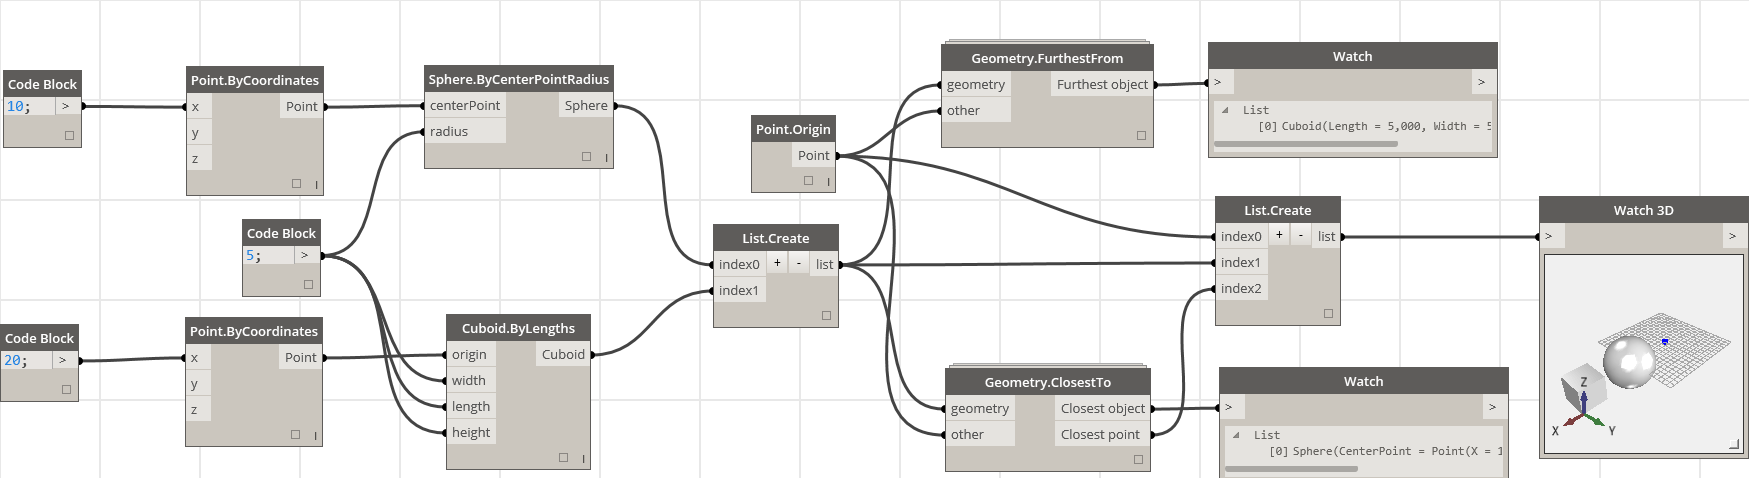 Code Block
10; >
Point.ByCoordinates
x Point
y
z
Sphere.ByCenterPointRadius
centerPoint Sphere
radius
Code Block
5; >
Code Block
20; >
Point.ByCoordinates
x Point
y
z
Cuboid.ByLengths
origin Cuboid
width
length
height
List.Create
index0 + - list
index1
Point.Origin
Point
Geometry.FurthestFrom
geometry Furthest object
other
Watch
> >
List
[0] Cuboid(Length = 5,000, Width = 5
List.Create
index0 + - list
index1
index2
Geometry.ClosestTo
geometry Closest object
other Closest point
Watch
> >
List
[0] Sphere(CenterPoint = Point(X = 1
Watch 3D
> >
Z
X Y